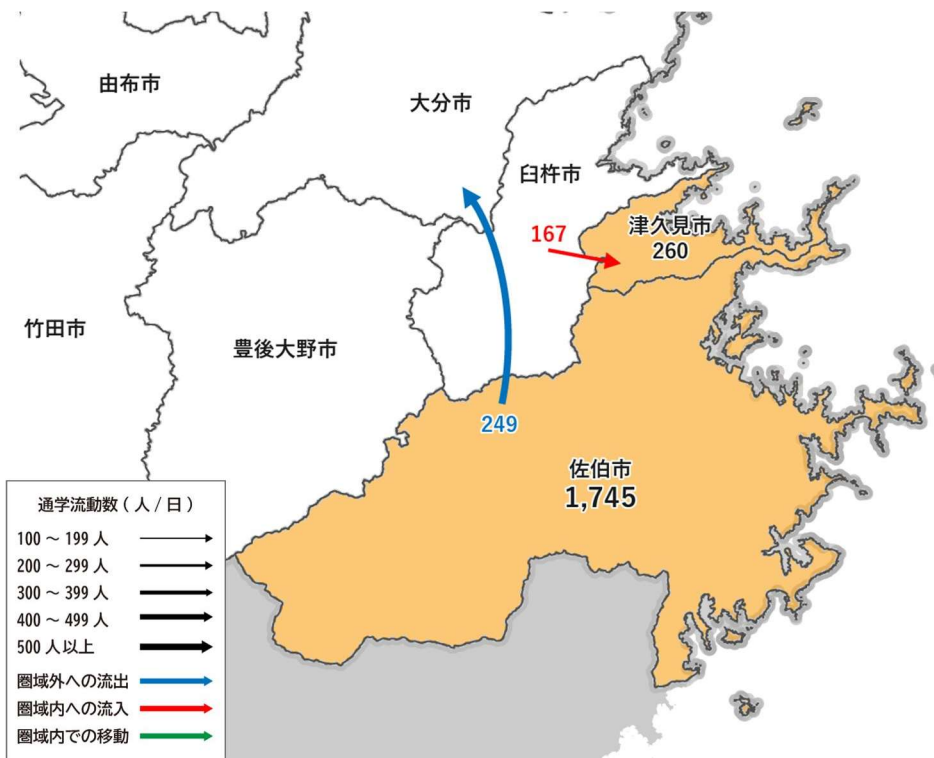 由布市
大分市
臼杵市
津久見市
260
167
竹田市
豊後大野市
249
佐伯市
1,745
通学流動数 ( 人 / 日 )
100 ～ 199 人
200 ～ 299 人
300 ～ 399 人
400 ～ 499 人
500 人以上
圏域外への流出
圏域内への流入
圏域内での移動